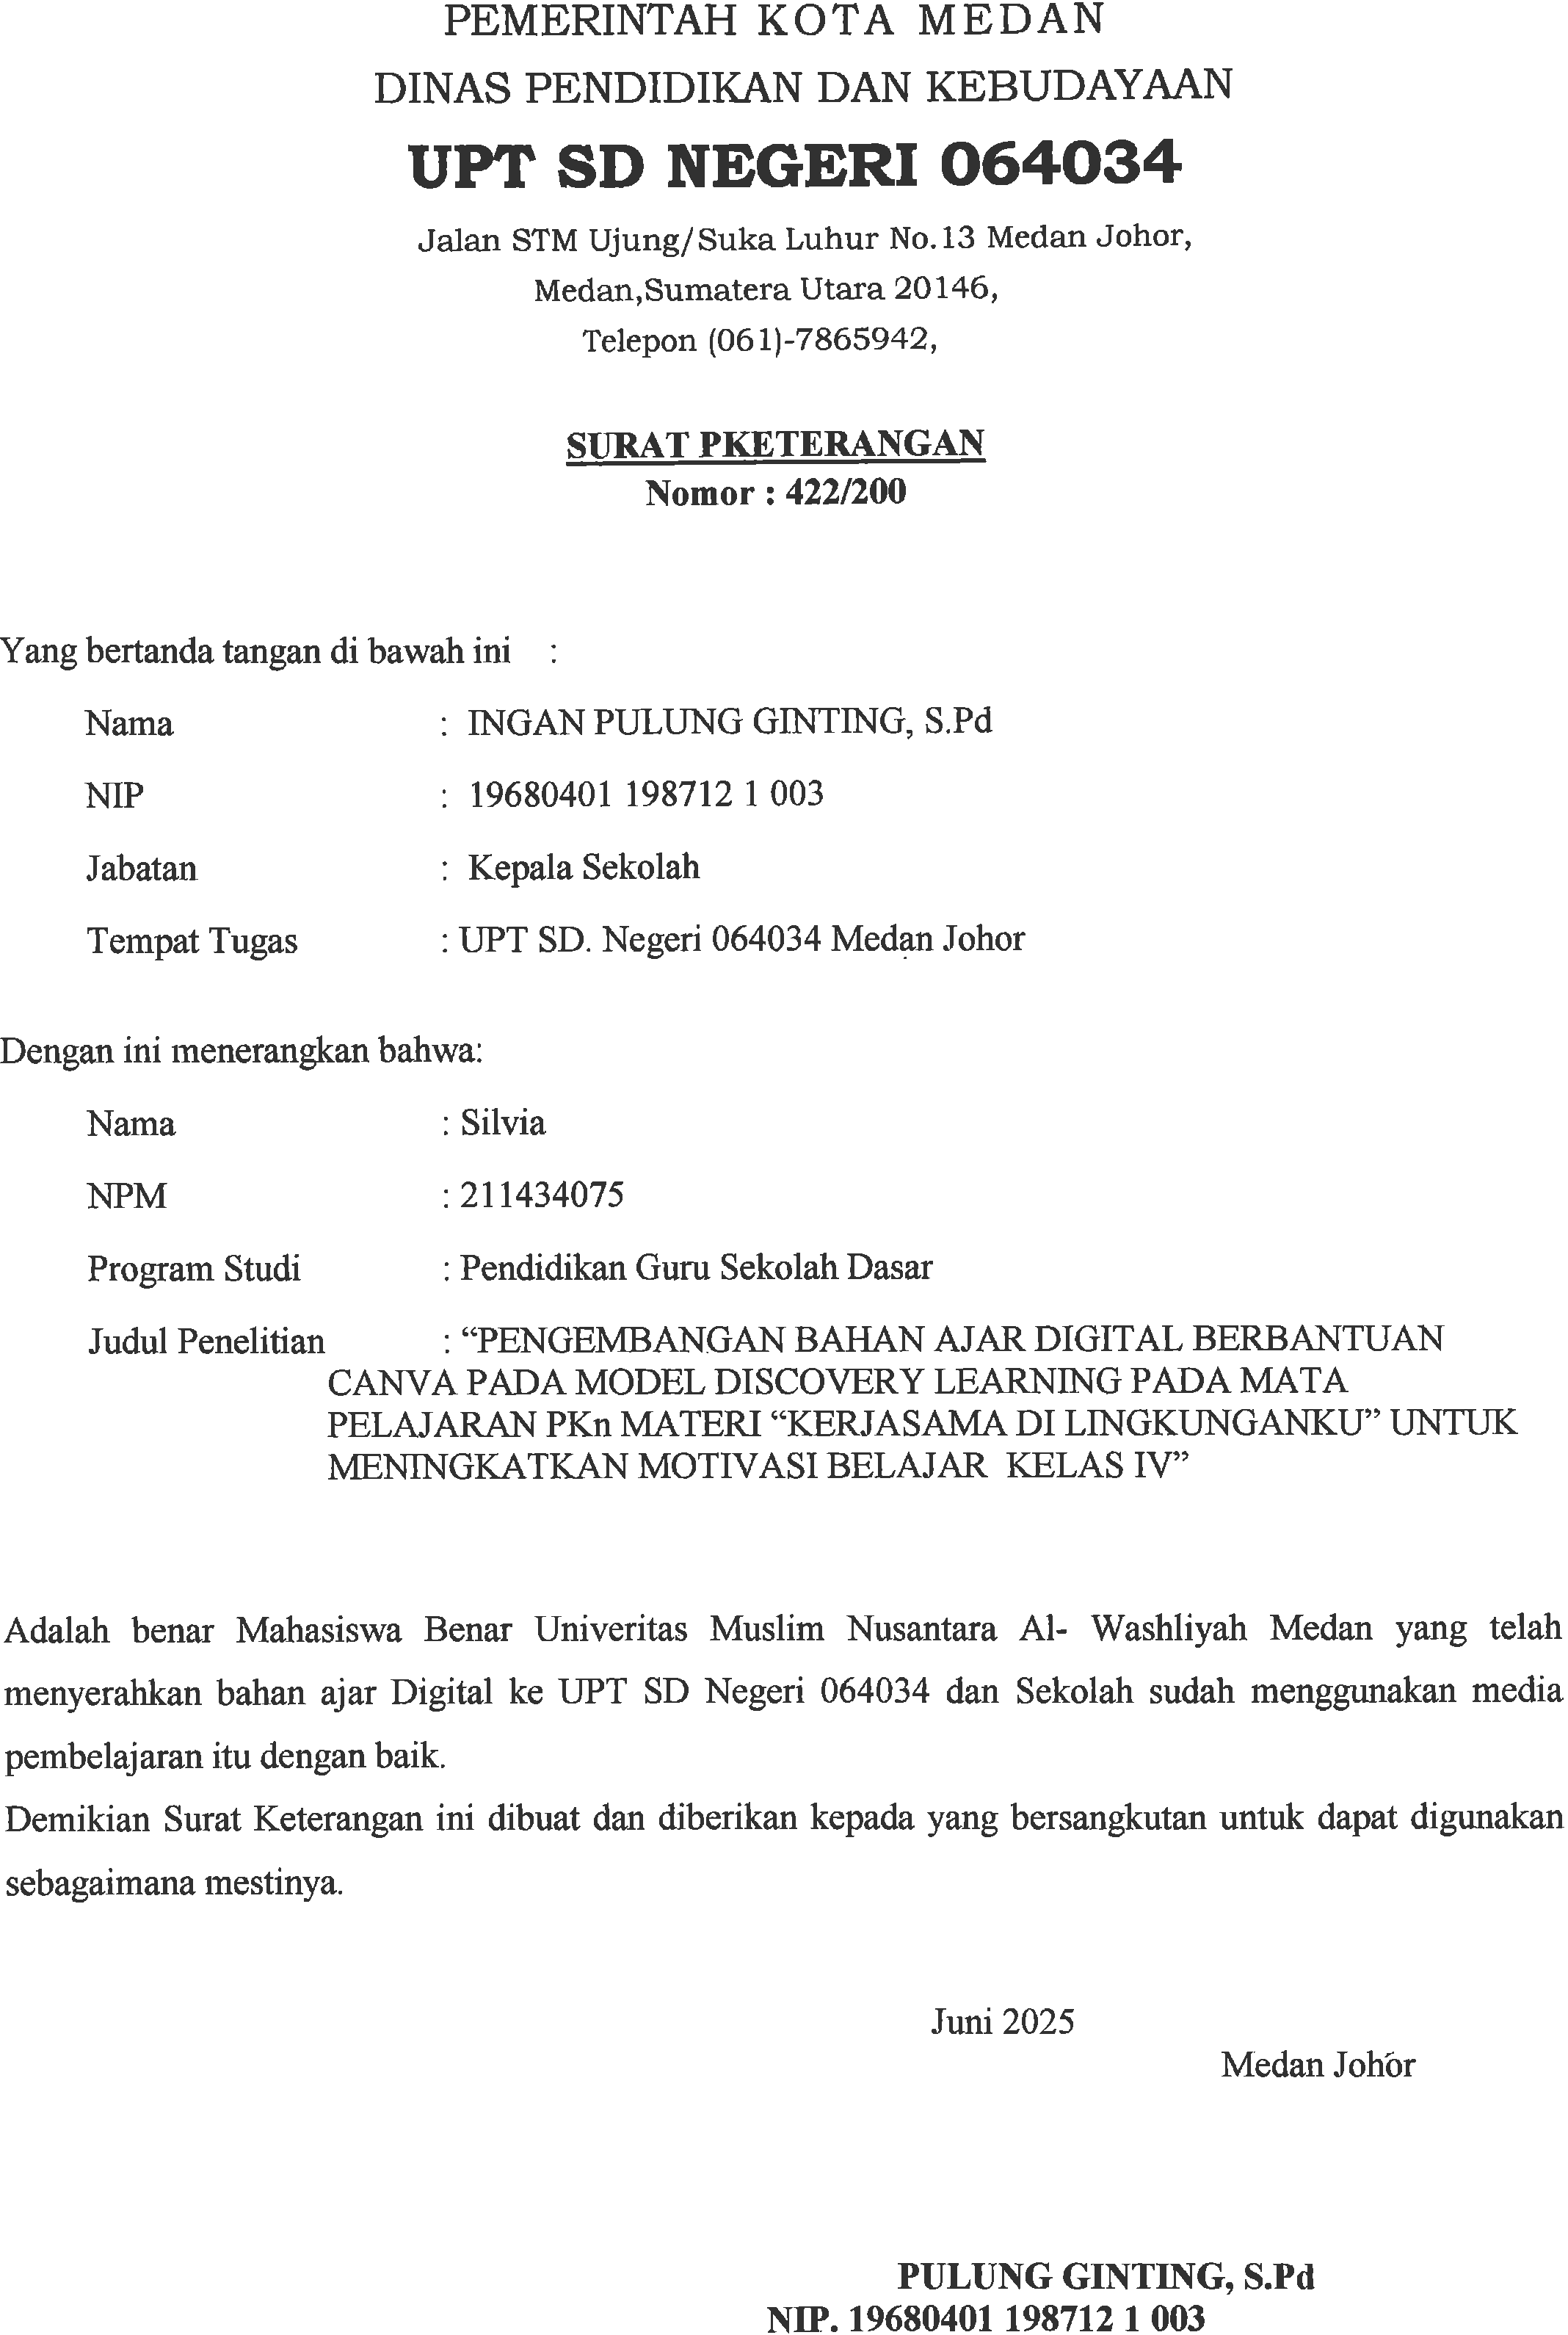 PEMERINTAH KOTA MEDAN
DINAS PENDIDIKAN DAN KEBUDAYAAN
UPT SD NEGERI 064034
Jalan STM Ujung/Suka Luhur No.13 Medan Johor,
Medan,Sumatera Utara 20146,
Telepon (061)-7865942,
SURAT PKETERANGAN
Nomor : 422/200
Yang bertanda tangan di bawah ini :
Nama : INGAN PULUNG GINTING, S.Pd
NIP : 19680401 198712 1 003
Jabatan : Kepala Sekolah
Tempat Tugas : UPT SD. Negeri 064034 Medan Johor
Dengan ini menerangkan bahwa:
Nama : Silvia
NPM : 211434075
Program Studi : Pendidikan Guru Sekolah Dasar
Judul Penelitian : “PENGEMBANGAN BAHAN AJAR DIGITAL BERBANTUAN
CANVA PADA MODEL DISCOVERY LEARNING PADA MATA
PELAJARAN PKn MATERI “KERJASAMA DI LINGKUNGANKU” UNTUK
MENINGKATKAN MOTIVASI BELAJAR KELAS IV”
Adalah benar Mahasiswa Benar Univeritas Muslim Nusantara Al- Washliyah Medan yang telah
menyerahkan bahan ajar Digital ke UPT SD Negeri 064034 dan Sekolah sudah menggunakan media
pembelajaran itu dengan baik.
Demikian Surat Keterangan ini dibuat dan diberikan kepada yang bersangkutan untuk dapat digunakan
sebagaimana mestinya.
Juni 2025
Medan Johor
PULUNG GINTING, S.Pd
NIP. 19680401 198712 1 003